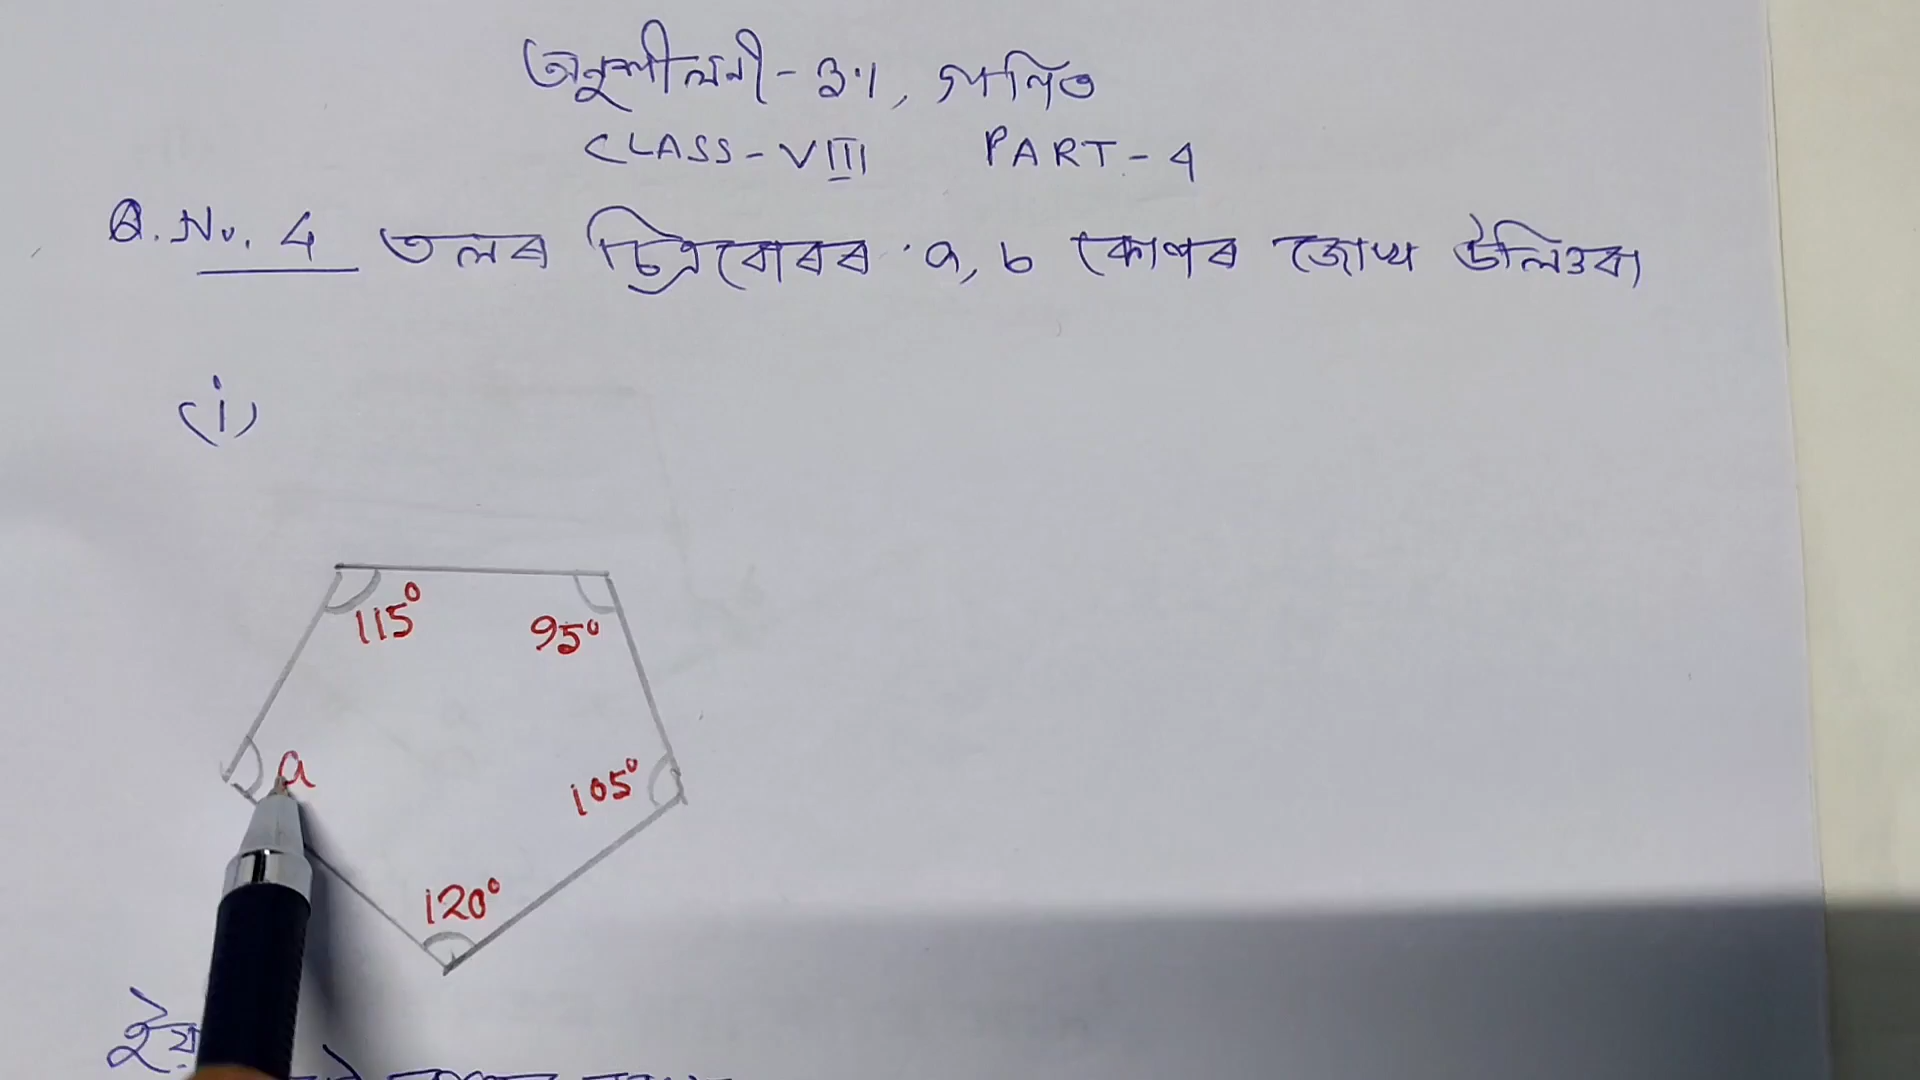 অনুশীলনী - ৩.১, গণিত
CLASS - VIII PART - 4
Q. No. 4 তলৰ চিত্ৰবোৰৰ a, b কোণৰ জোখ উলিওৱা
(i)
115° 95°
a 105°
120°
ইয়